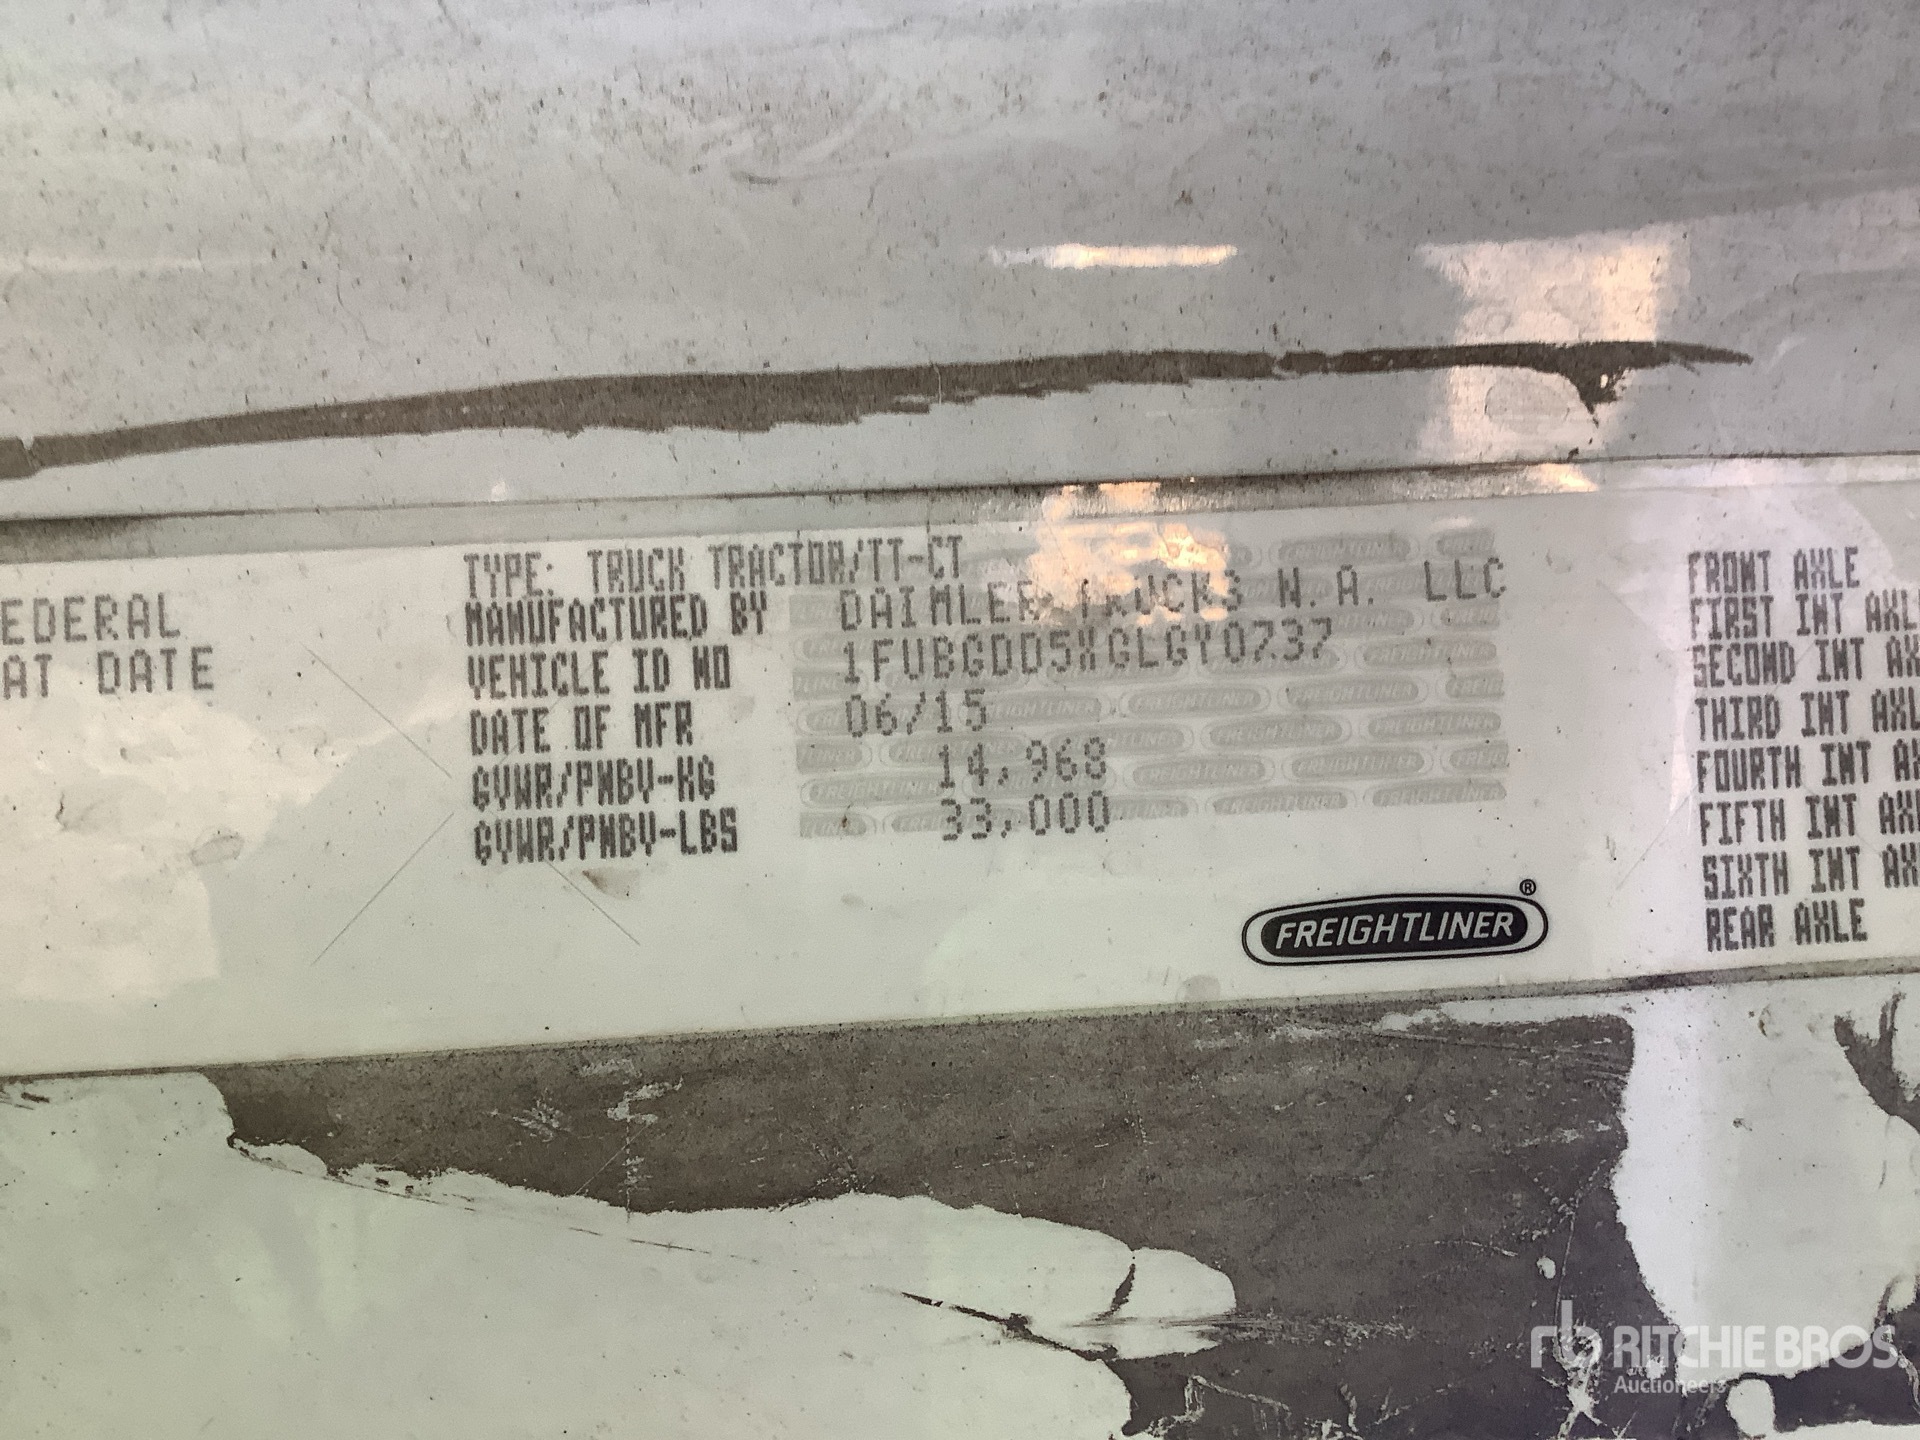 EDERAL
AT DATE
TYPE: TRUCK TRACTOR/TT-CT
MANUFACTURED BY DAIMLER TRUCKS N.A. LLC
VEHICLE ID NO 1FUBGDD5XGLGY0737
DATE OF MFR 06/15
GVWR/PNBV-KG 14,968
GVWR/PNBV-LBS 33,000
FREIGHTLINER®
FRONT AXLE
FIRST INT AXL
SECOND INT AX
THIRD INT AXL
FOURTH INT AX
FIFTH INT AX
SIXTH INT AX
REAR AXLE
rb RITCHIE BROS.
Auctioneers